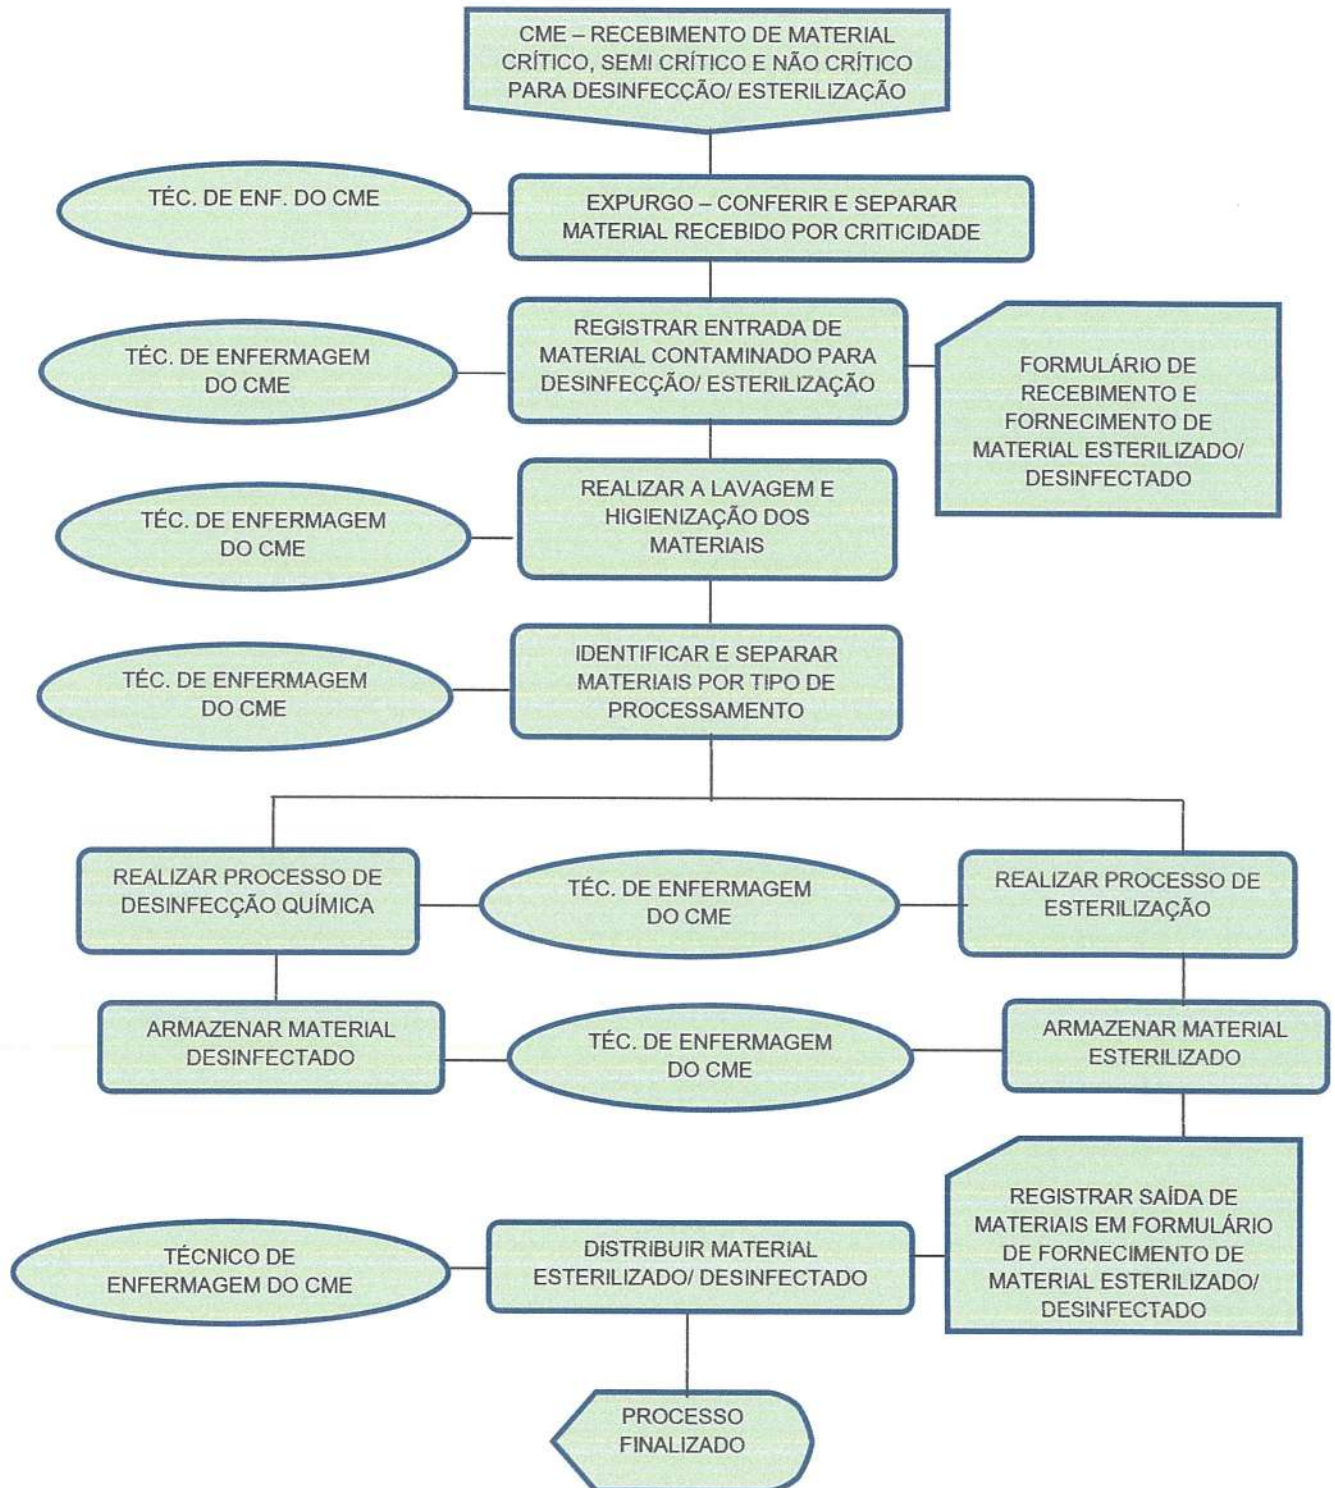 CME – RECEBIMENTO DE MATERIAL
CRÍTICO, SEMI CRÍTICO E NÃO CRÍTICO
PARA DESINFECÇÃO/ ESTERILIZAÇÃO
TÉC. DE ENF. DO CME
EXPURGO – CONFERIR E SEPARAR
MATERIAL RECEBIDO POR CRITICIDADE
TÉC. DE ENFERMAGEM
DO CME
REGISTRAR ENTRADA DE
MATERIAL CONTAMINADO PARA
DESINFECÇÃO/ ESTERILIZAÇÃO
FORMULÁRIO DE
RECEBIMENTO E
FORNECIMENTO DE
MATERIAL ESTERILIZADO/
DESINFECTADO
TÉC. DE ENFERMAGEM
DO CME
REALIZAR A LAVAGEM E
HIGIENIZAÇÃO DOS
MATERIAIS
TÉC. DE ENFERMAGEM
DO CME
IDENTIFICAR E SEPARAR
MATERIAIS POR TIPO DE
PROCESSAMENTO
REALIZAR PROCESSO DE
DESINFECÇÃO QUÍMICA
TÉC. DE ENFERMAGEM
DO CME
REALIZAR PROCESSO DE
ESTERILIZAÇÃO
ARMAZENAR MATERIAL
DESINFECTADO
TÉC. DE ENFERMAGEM
DO CME
ARMAZENAR MATERIAL
ESTERILIZADO
TÉCNICO DE
ENFERMAGEM DO CME
DISTRIBUIR MATERIAL
ESTERILIZADO/ DESINFECTADO
REGISTRAR SAÍDA DE
MATERIAIS EM FORMULÁRIO
DE FORNECIMENTO DE
MATERIAL ESTERILIZADO/
DESINFECTADO
PROCESSO
FINALIZADO